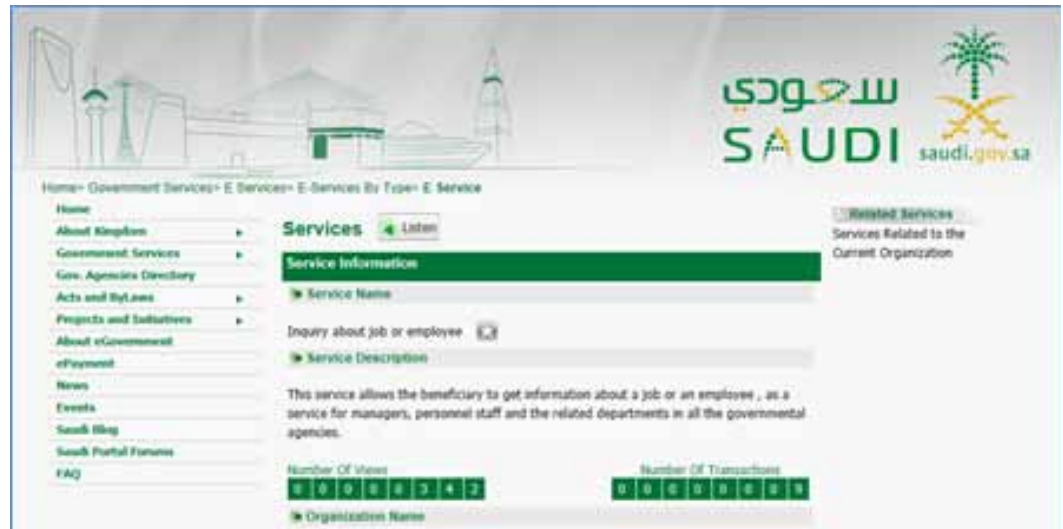 سعودي
SAUDI
saudi.gov.sa
Home» Government Services» E Services» E-Services By Type» E Service
Home
About Kingdom
Government Services
Gov. Agencies Directory
Acts and ByLaws
Projects and Initiatives
About eGovernment
ePayment
News
Events
Saudi Blog
Saudi Portal Forums
FAQ
Services
Listen
Service Information
Service Name
Inquiry about job or employee
Service Description
This service allows the beneficiary to get information about a job or an employee , as a
service for managers, personnel staff and the related departments in all the governmental
agencies.
Number Of Views
0 0 0 0 0 3 4 2
Number Of Transactions
0 0 0 0 0 0 0 9
Organization Name
Related Services
Services Related to the
Current Organization